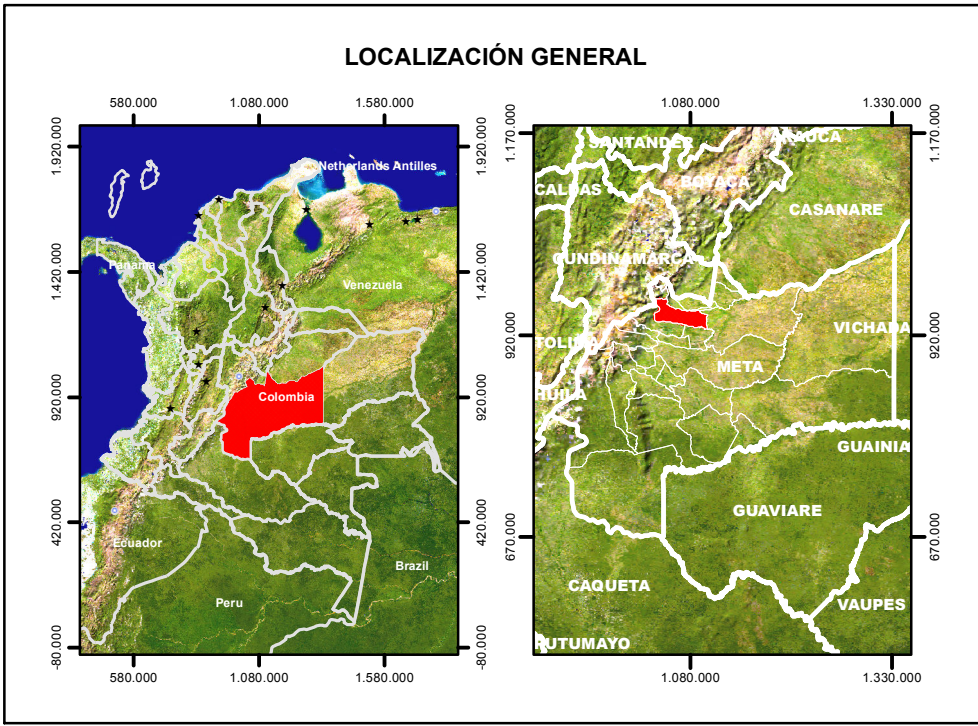 LOCALIZACIÓN GENERAL
580.000 1.080.000 1.580.000
1.920.000
1.420.000
920.000
420.000
-80.000
Netherlands Antilles
Panama
Venezuela
Colombia
Ecuador
Brazil
Peru
1.920.000
1.420.000
920.000
420.000
-80.000
580.000 1.080.000 1.580.000
1.080.000 1.330.000
1.170.000
920.000
670.000
SANTANDER
ARAUCA
BOYACA
CALDAS
CASANARE
CUNDINAMARCA
VICHADA
TOLIMA
META
HUILA
GUAINIA
GUAVIARE
CAQUETA
VAUPES
PUTUMAYO
1.170.000
920.000
670.000
1.080.000 1.330.000